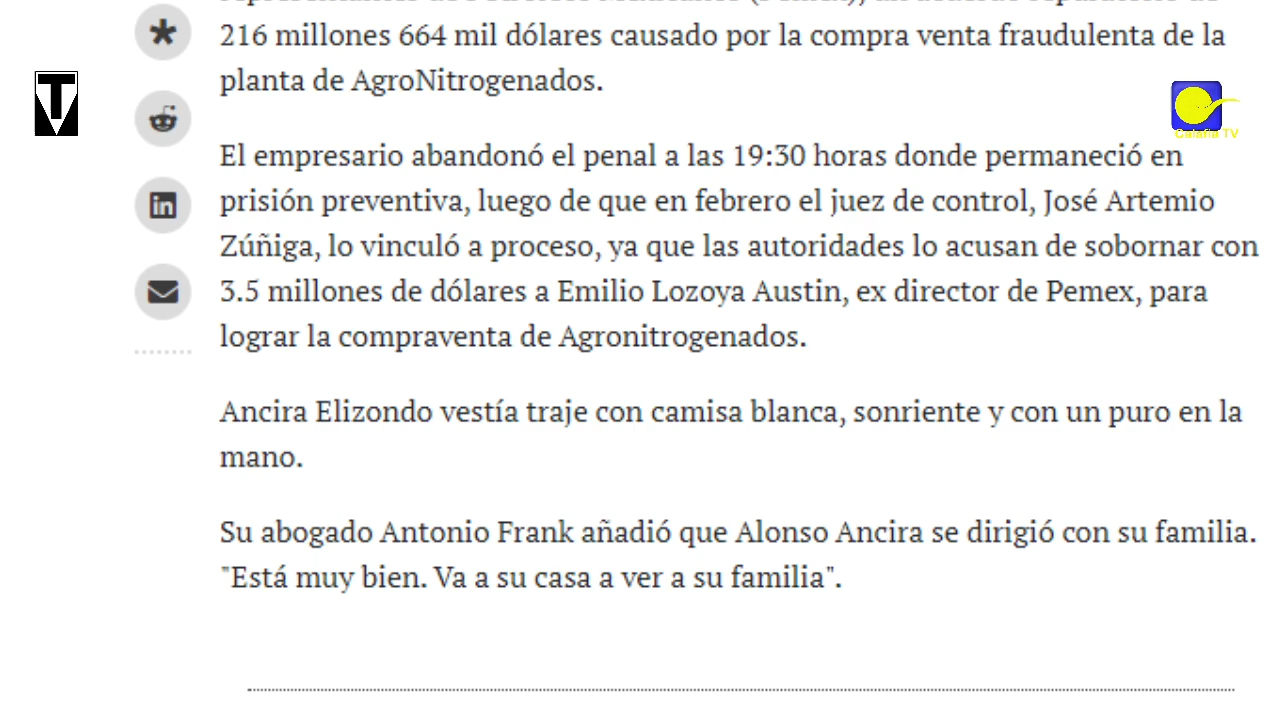 216 millones 664 mil dólares causado por la compra venta fraudulenta de la
planta de AgroNitrogenados.
El empresario abandonó el penal a las 19:30 horas donde permaneció en
prisión preventiva, luego de que en febrero el juez de control, José Artemio
Zúñiga, lo vinculó a proceso, ya que las autoridades lo acusan de sobornar con
3.5 millones de dólares a Emilio Lozoya Austin, ex director de Pemex, para
lograr la compraventa de Agronitrogenados.
Ancira Elizondo vestía traje con camisa blanca, sonriente y con un puro en la
mano.
Su abogado Antonio Frank añadió que Alonso Ancira se dirigió con su familia.
"Está muy bien. Va a su casa a ver a su familia".
TV
in
Calafia TV